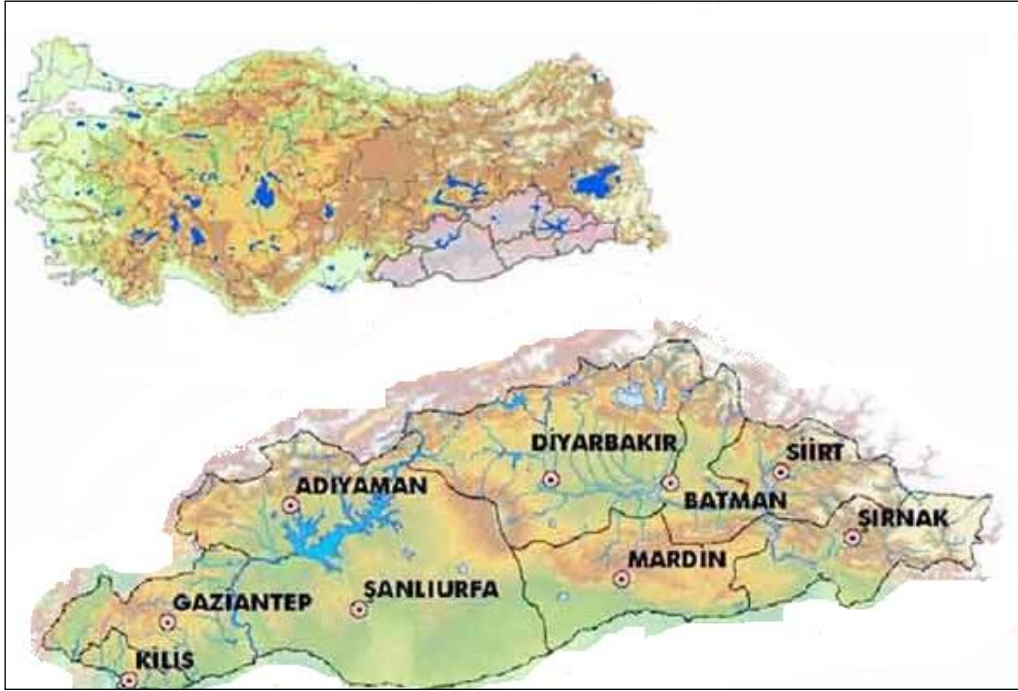 DİYARBAKIR
SİİRT
ADIYAMAN
BATMAN
ŞIRNAK
MARDİN
ŞANLIURFA
GAZİANTEP
KİLİS